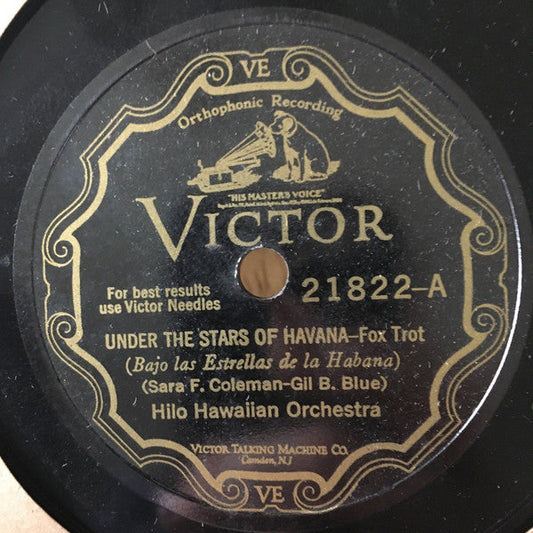 VE
Orthophonic Recording
"HIS MASTER'S VOICE"
VICTOR
For best results
use Victor Needles
21822-A
UNDER THE STARS OF HAVANA-Fox Trot
(Bajo las Estrellas de la Habana)
(Sara F. Coleman-Gil B. Blue)
Hilo Hawaiian Orchestra
VICTOR TALKING MACHINE CO.
Camden, N.J
VE